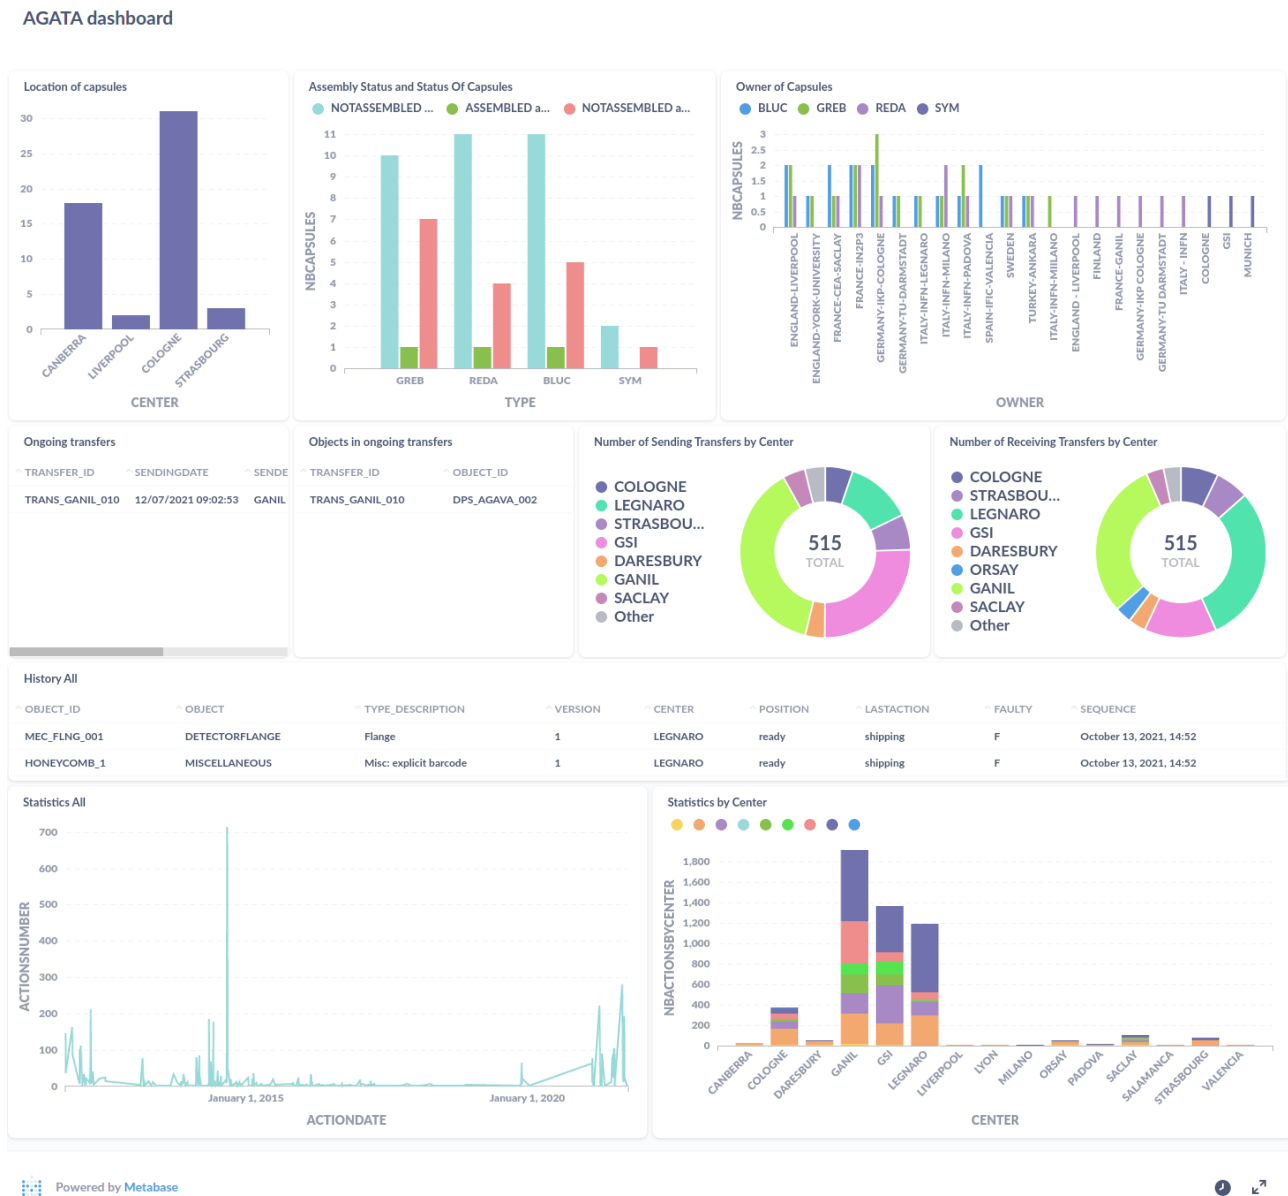 AGATA dashboard
Location of capsules
30
25
20
15
10
5
0
CANBERRA
LIVERPOOL
COLOGNE
STRASBOURG
CENTER
Assembly Status and Status Of Capsules
NOTASSEMBLED ... ASSEMBLED a... NOTASSEMBLED a...
NBCAPSULES
11
10
9
8
7
6
5
4
3
2
1
0
GREB REDA BLUC SYM
TYPE
Owner of Capsules
BLUC GREB REDA SYM
NBCAPSULES
3
2.5
2
1.5
1
0.5
0
ENGLAND-LIVERPOOL
ENGLAND-YORK-UNIVERSITY
FRANCE-CEA-SACLAY
FRANCE-IN2P3
GERMANY-IKP-COLOGNE
GERMANY-TU-DARMSTADT
ITALY-INFN-LEGNARO
ITALY-INFN-MILANO
ITALY-INFN-PADOVA
SPAIN-IFIC-VALENCIA
SWEDEN
TURKEY-ANKARA
ITALY-INFN-MIILANO
ENGLAND - LIVERPOOL
FINLAND
FRANCE-GANIL
GERMANY-IKP COLOGNE
GERMANY-TU DARMSTADT
ITALY - INFN
COLOGNE
GSI
MUNICH
OWNER
Ongoing transfers
TRANSFER_ID SENDINGDATE SENDE
TRANS_GANIL_010 12/07/2021 09:02:53 GANIL
Objects in ongoing transfers
TRANSFER_ID OBJECT_ID
TRANS_GANIL_010 DPS_AGAVA_002
Number of Sending Transfers by Center
COLOGNE
LEGNARO
STRASBOU...
GSI
DARESBURY
GANIL
SACLAY
Other
515
TOTAL
Number of Receiving Transfers by Center
COLOGNE
STRASBOU...
LEGNARO
GSI
DARESBURY
ORSAY
GANIL
SACLAY
Other
515
TOTAL
History All
OBJECT_ID OBJECT TYPE_DESCRIPTION VERSION CENTER POSITION LASTACTION FAULTY SEQUENCE
MEC_FLNG_001 DETECTORFLANGE Flange 1 LEGNARO ready shipping F October 13, 2021, 14:52
HONEYCOMB_1 MISCELLANEOUS Misc: explicit barcode 1 LEGNARO ready shipping F October 13, 2021, 14:52
Statistics All
ACTIONSNUMBER
700
600
500
400
300
200
100
0
January 1, 2015 January 1, 2020
ACTIONDATE
Statistics by Center
NBACTIONSBYCENTER
1,800
1,600
1,400
1,200
1,000
800
600
400
200
0
CANBERRA
COLOGNE
DARESBURY
GANIL
GSI
LEGNARO
LIVERPOOL
LYON
MILANO
ORSAY
PADOVA
SACLAY
SALAMANCA
STRASBOURG
VALENCIA
CENTER
Powered by Metabase